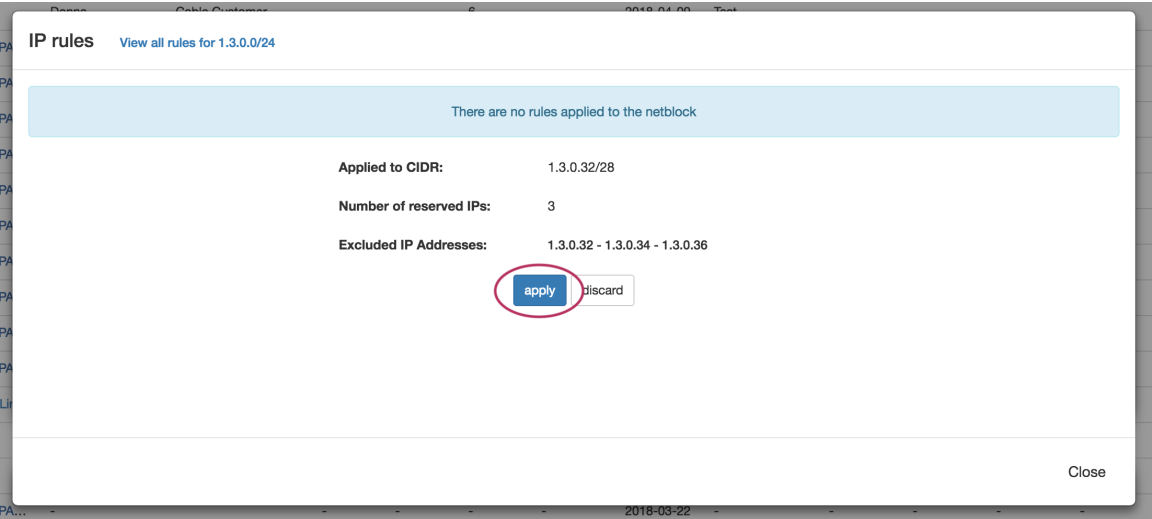 IP rules View all rules for 1.3.0.0/24
There are no rules applied to the netblock
Applied to CIDR: 1.3.0.32/28
Number of reserved IPs: 3
Excluded IP Addresses: 1.3.0.32 - 1.3.0.34 - 1.3.0.36
apply discard
Close
PA... - - - - - 2018-03-22 - - - - -